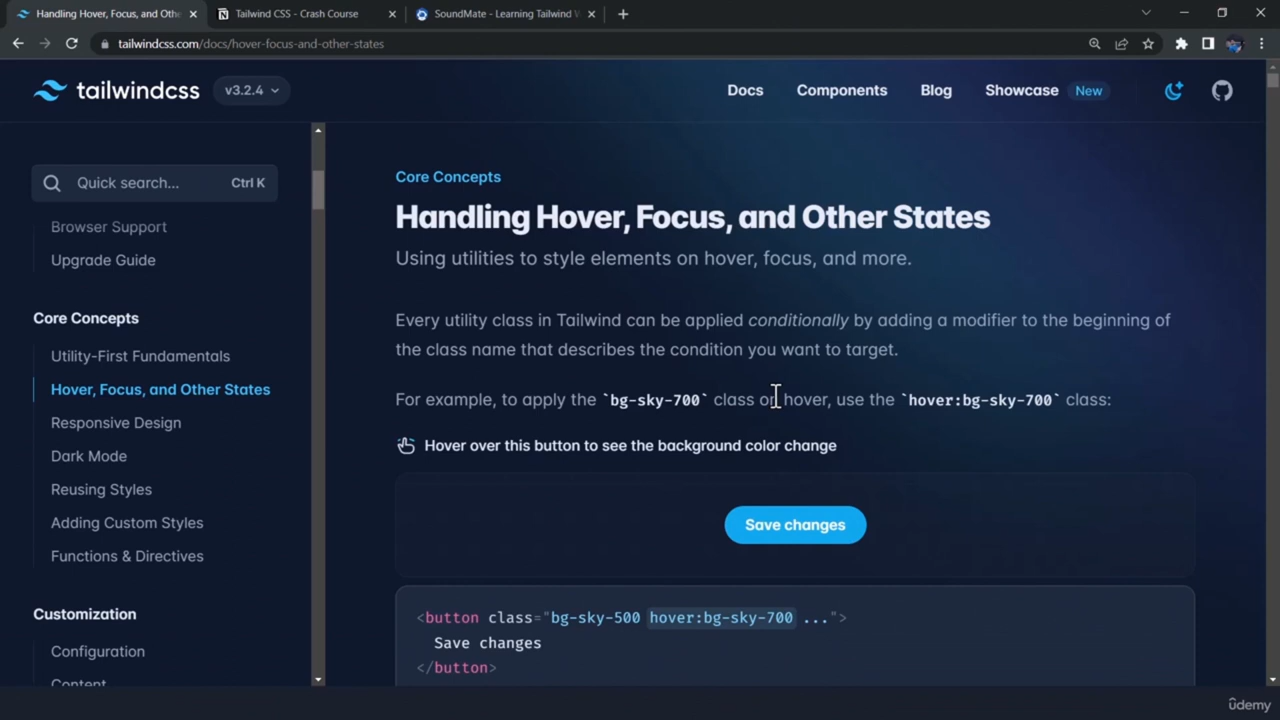 Handling Hover, Focus, and Othe
Tailwind CSS - Crash Course
SoundMate - Learning Tailwind W
tailwindcss.com/docs/hover-focus-and-other-states
tailwindcss
v3.2.4
Docs
Components
Blog
Showcase
New
Quick search...
Ctrl K
Browser Support
Upgrade Guide
Core Concepts
Utility-First Fundamentals
Hover, Focus, and Other States
Responsive Design
Dark Mode
Reusing Styles
Adding Custom Styles
Functions & Directives
Customization
Configuration
Content
Core Concepts
Handling Hover, Focus, and Other States
Using utilities to style elements on hover, focus, and more.
Every utility class in Tailwind can be applied conditionally by adding a modifier to the beginning of
the class name that describes the condition you want to target.
For example, to apply the `bg-sky-700` class on hover, use the `hover:bg-sky-700` class:
Hover over this button to see the background color change
Save changes
<button class="bg-sky-500 hover:bg-sky-700 ...">
Save changes
</button>
ûdemy